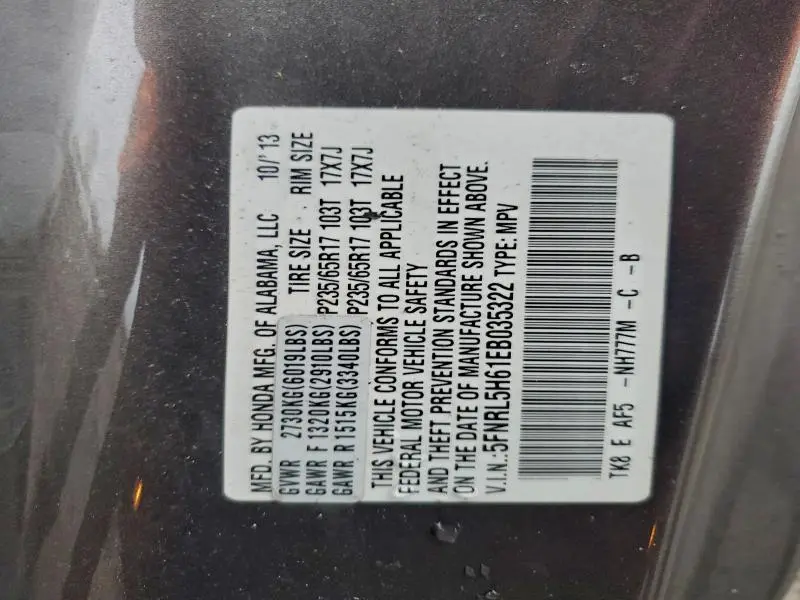 MFD. BY HONDA MFG. OF ALABAMA, LLC 10/'13
GVWR 2730KG(6019LBS) TIRE SIZE RIM SIZE
GAWR F 1320KG(2910LBS) P235/65R17 103T 17X7J
GAWR R1515KG(3340LBS) P235/65R17 103T 17X7J
THIS VEHICLE CONFORMS TO ALL APPLICABLE
FEDERAL MOTOR VEHICLE SAFETY
AND THEFT PREVENTION STANDARDS IN EFFECT
ON THE DATE OF MANUFACTURE SHOWN ABOVE.
V.I.N.:5FNRL5H61EB035322 TYPE: MPV
TK8 E AF5 -NH777M -C -B